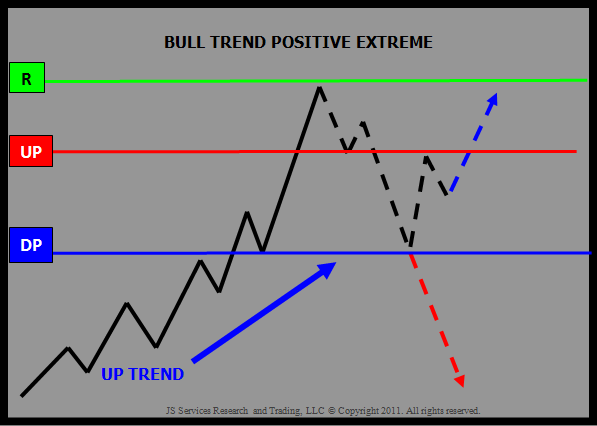 BULL TREND POSITIVE EXTREME
R
UP
DP
UP TREND
JS Services Research and Trading, LLC © Copyright 2011. All rights reserved.